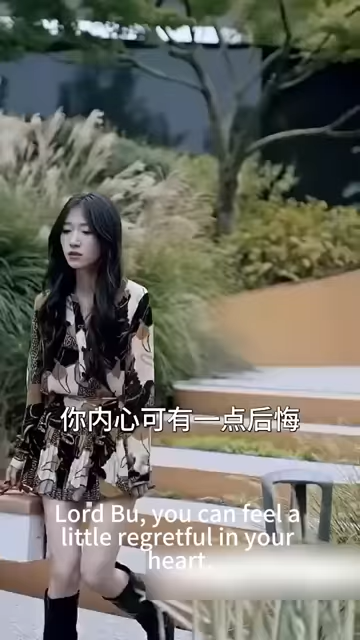 你内心可有一点后悔
Lord Bu, you can feel a
little regretful in your
heart.